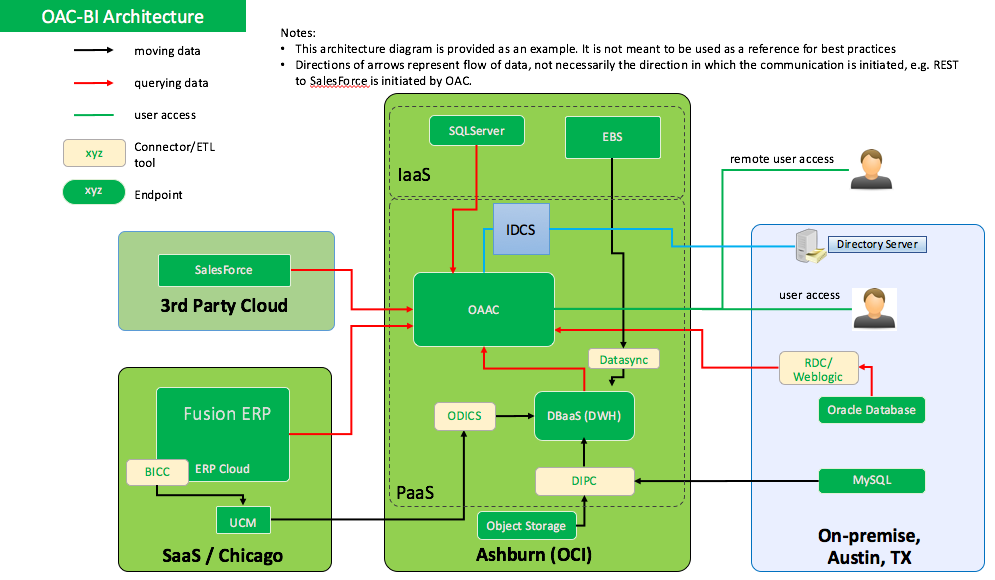 OAC-BI Architecture
moving data
querying data
user access
xyz
Connector/ETL
tool
xyz
Endpoint
Notes:
• This architecture diagram is provided as an example. It is not meant to be used as a reference for best practices
• Directions of arrows represent flow of data, not necessarily the direction in which the communication is initiated, e.g. REST
to SalesForce is initiated by OAC.
SQLServer
EBS
IaaS
remote user access
IDCS
Directory Server
SalesForce
3rd Party Cloud
OAAC
user access
Datasync
RDC/
Weblogic
Fusion ERP
ODICS
DBaaS (DWH)
Oracle Database
BICC
ERP Cloud
DIPC
MySQL
PaaS
UCM
Object Storage
SaaS / Chicago
Ashburn (OCI)
On-premise,
Austin, TX